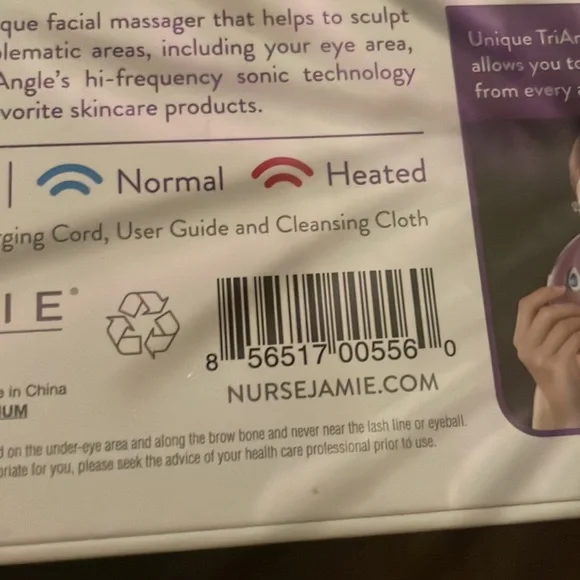 que facial massager that helps to sculpt
lematic areas, including your eye area,
Angle's hi-frequency sonic technology
vorite skincare products.
Normal Heated
ging Cord, User Guide and Cleansing Cloth
I E®
8 56517 00556 0
NURSEJAMIE.COM
in China
IUM
on the under-eye area and along the brow bone and never near the lash line or eyeball.
priate for you, please seek the advice of your health care professional prior to use.
Unique TriAr
allows you to
from every a